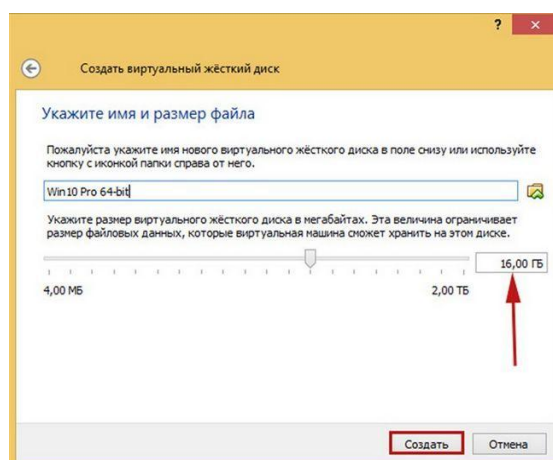 ? ×
Создать виртуальный жёсткий диск
Укажите имя и размер файла
Пожалуйста укажите имя нового виртуального жёсткого диска в поле снизу или используйте
кнопку с иконкой папки справа от него.
Win10 Pro 64-bit
Укажите размер виртуального жёсткого диска в мегабайтах. Эта величина ограничивает
размер файловых данных, которые виртуальная машина сможет хранить на этом диске.
16,00 ГБ
4,00 МБ 2,00 ТБ
Создать Отмена